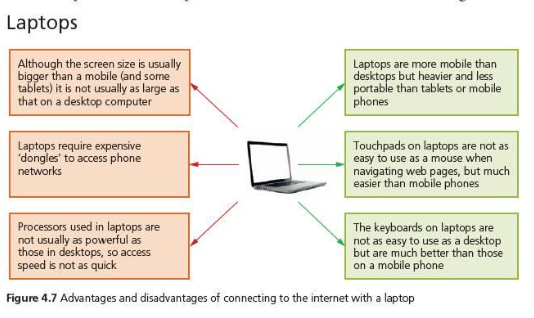 Laptops
Although the screen size is usually
bigger than a mobile (and some
tablets) it is not usually as large as
that on a desktop computer
Laptops require expensive
'dongles' to access phone
networks
Processors used in laptops are
not usually as powerful as
those in desktops, so access
speed is not as quick
Laptops are more mobile than
desktops but heavier and less
portable than tablets or mobile
phones
Touchpads on laptops are not as
easy to use as a mouse when
navigating web pages, but much
easier than mobile phones
The keyboards on laptops are
not as easy to use as a desktop
but are much better than those
on a mobile phone
Figure 4.7 Advantages and disadvantages of connecting to the internet with a laptop